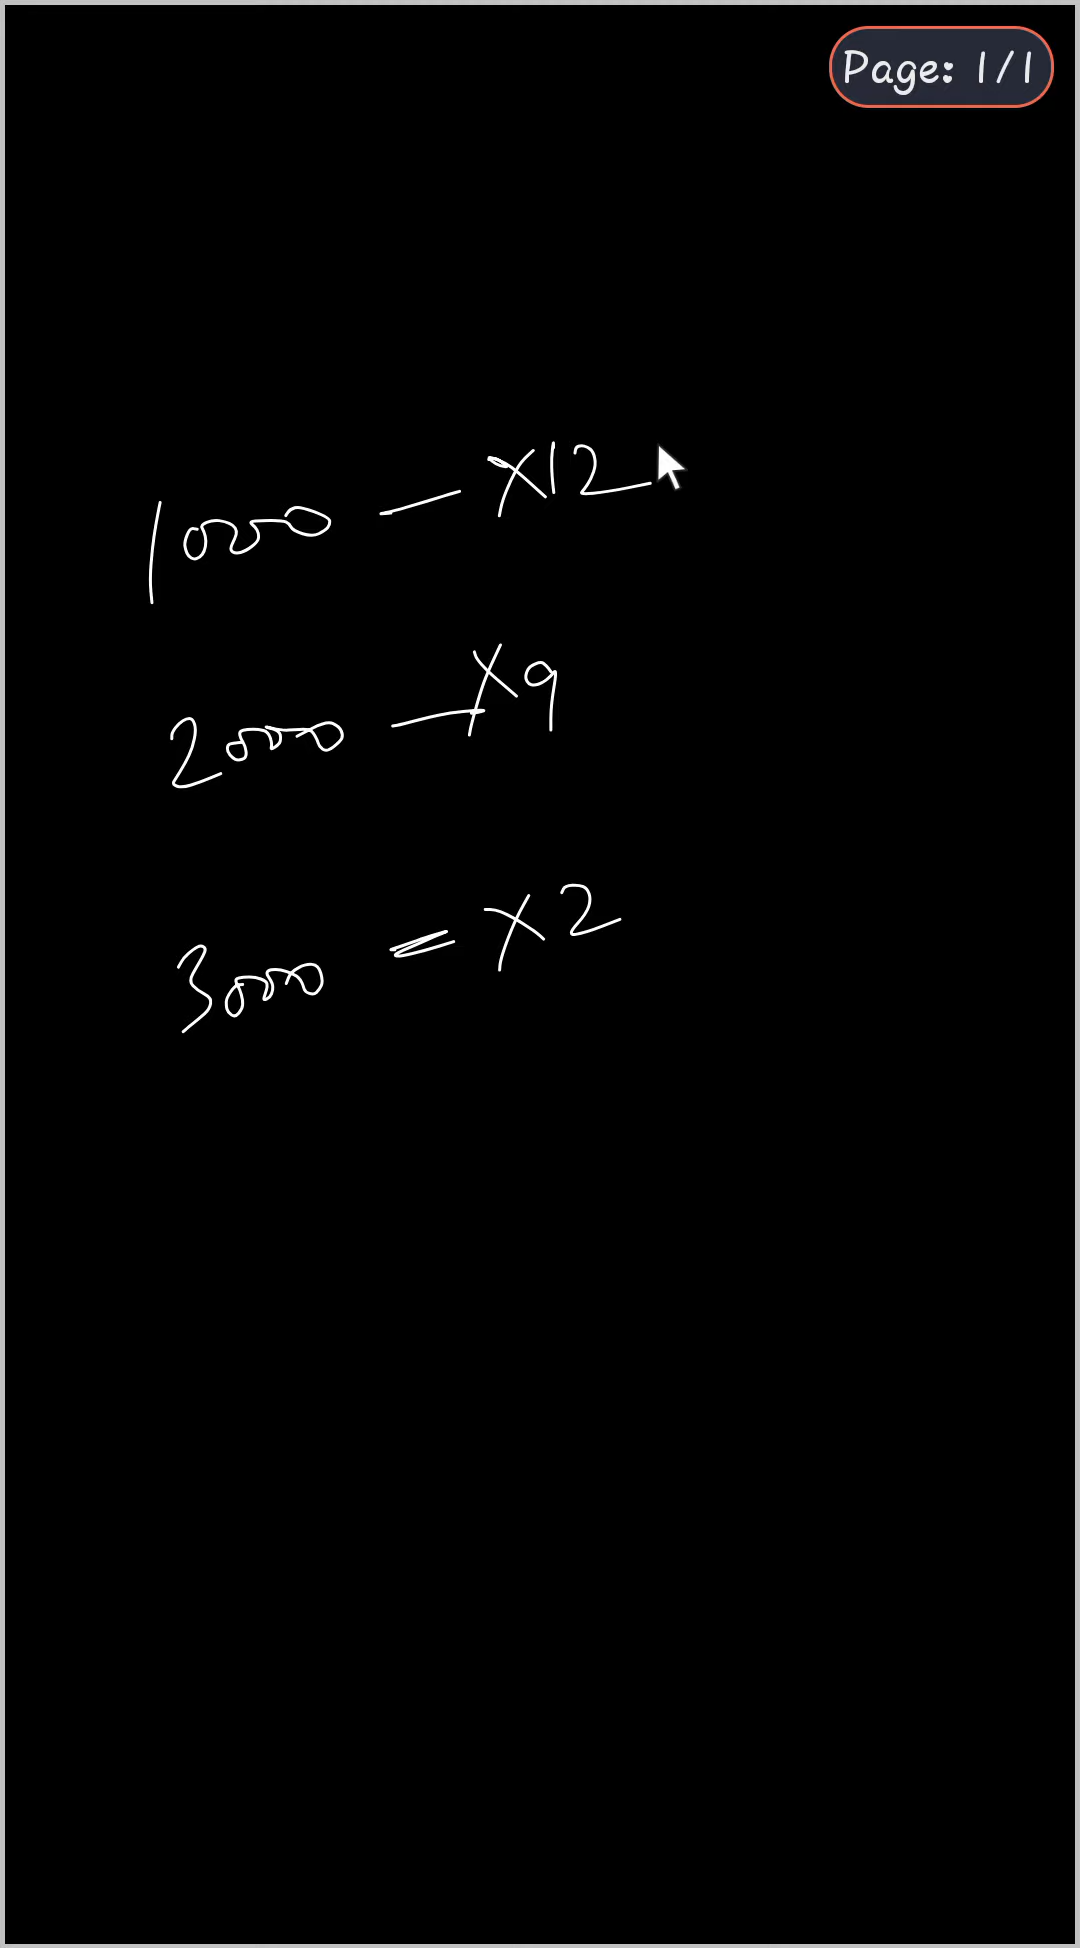 Page: 1/1
1000 — X12
2000 — X9
3000 = X2